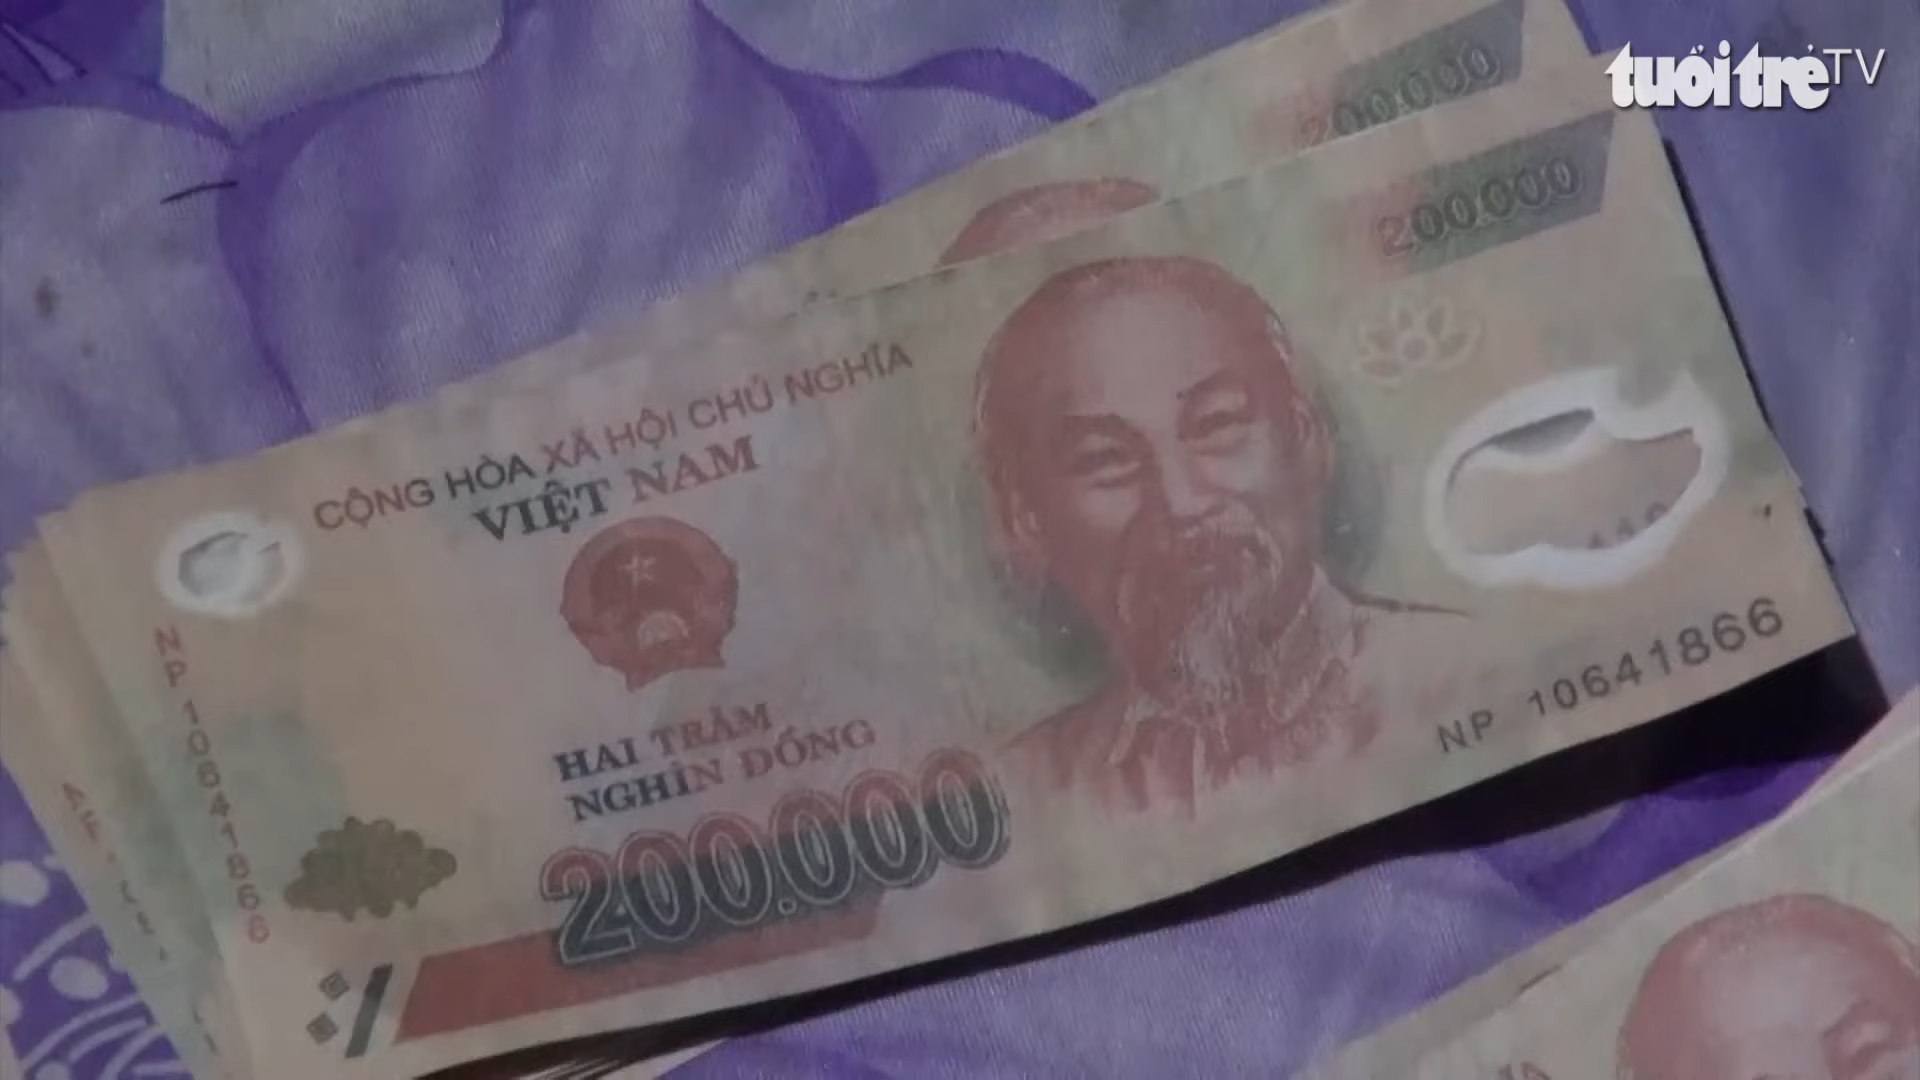 tuổi trẻ TV
200.000
200.000
CỘNG HÒA XÃ HỘI CHỦ NGHĨA
VIỆT NAM
NP 10641866
HAI TRĂM
NGHÌN ĐỒNG
200.000
NP 10641866